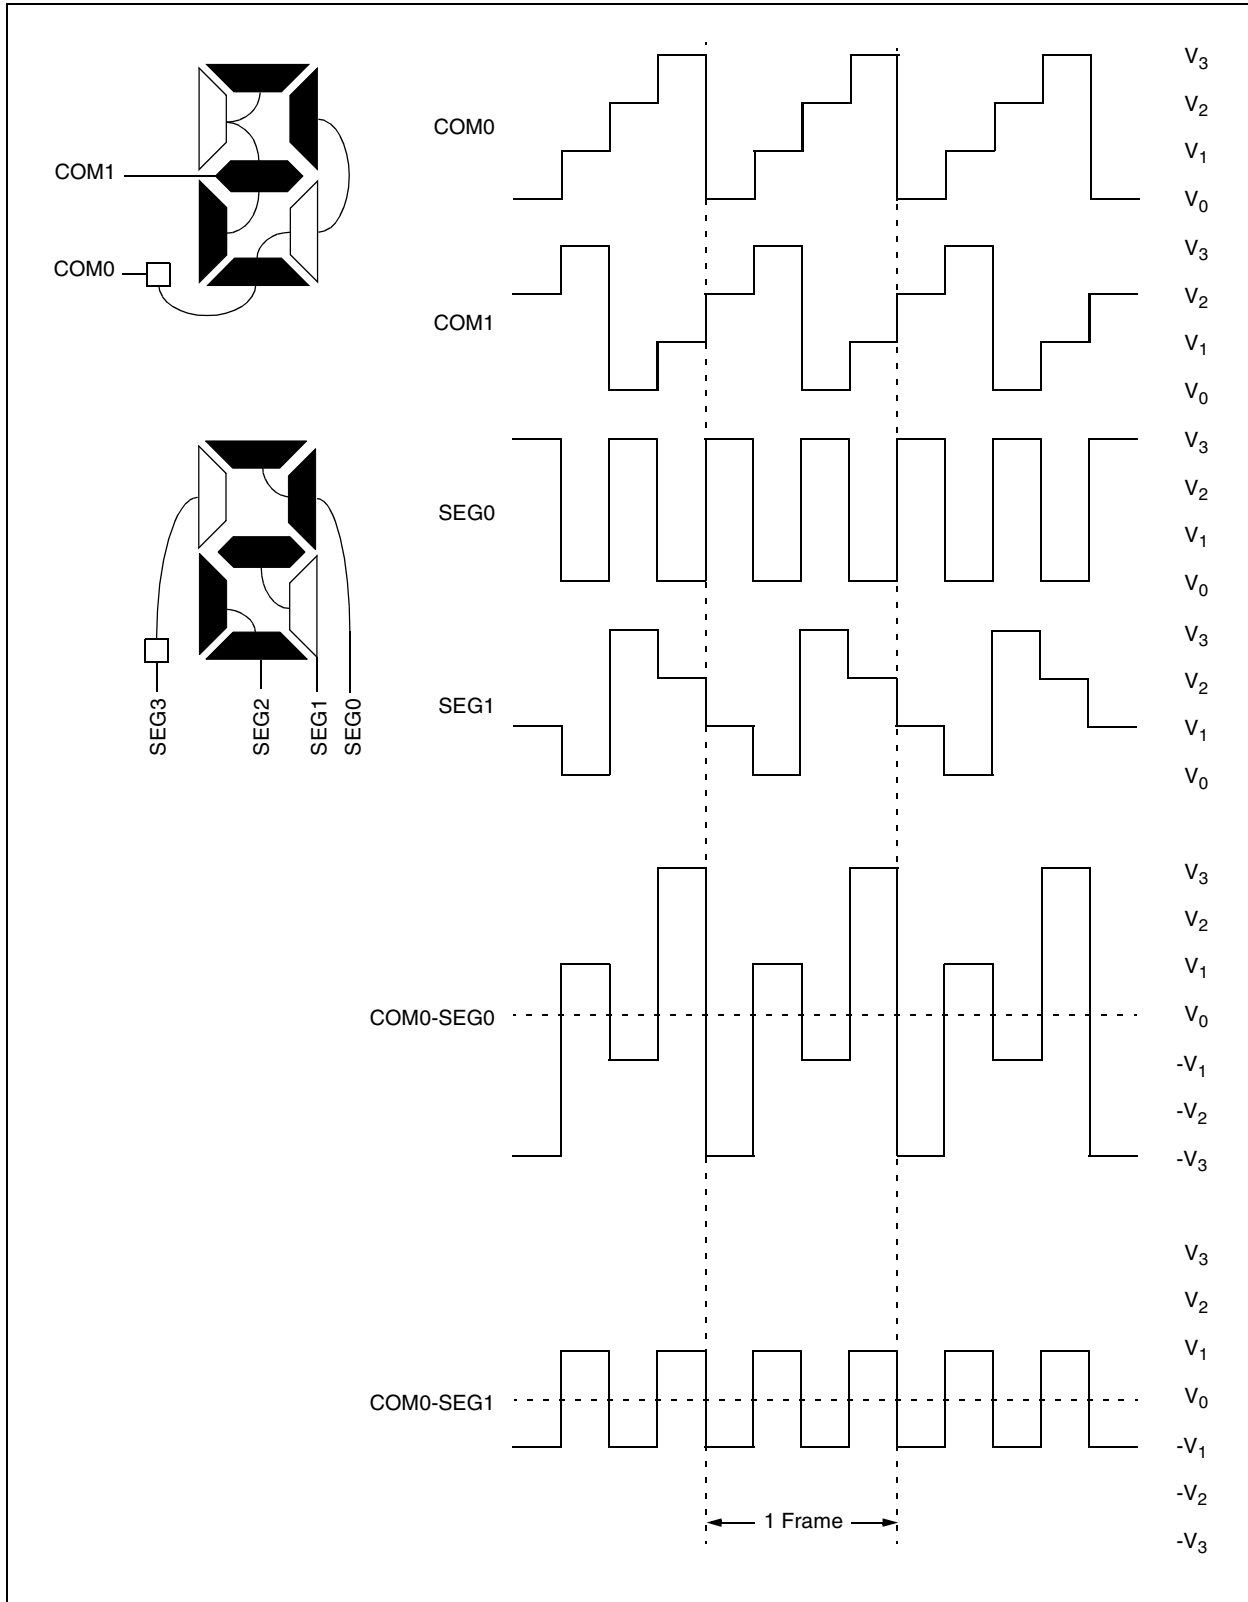 COM1
COM0
SEG3
SEG2
SEG1
SEG0
COM0
V3
V2
V1
V0
COM1
V3
V2
V1
V0
SEG0
V3
V2
V1
V0
SEG1
V3
V2
V1
V0
COM0-SEG0
V3
V2
V1
V0
-V1
-V2
-V3
COM0-SEG1
V3
V2
V1
V0
-V1
-V2
-V3
1 Frame